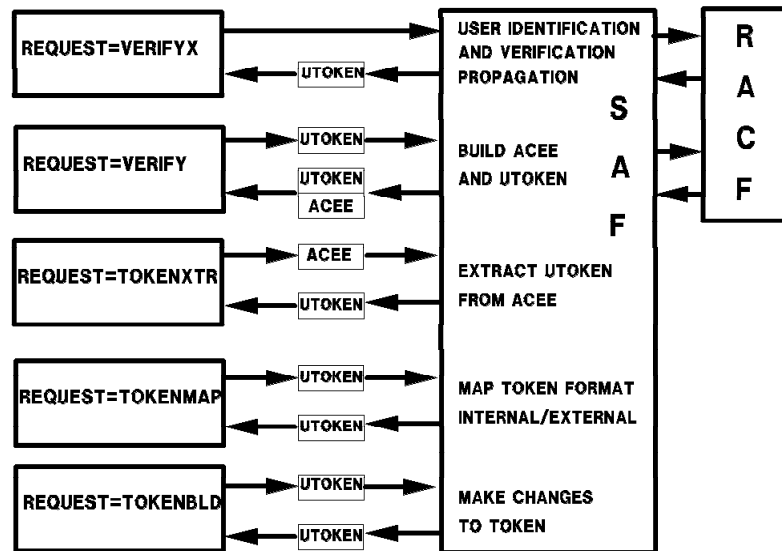 REQUEST=VERIFYX
UTOKEN
USER IDENTIFICATION
AND VERIFICATION
PROPAGATION
REQUEST=VERIFY
UTOKEN
UTOKEN
ACEE
BUILD ACEE
AND UTOKEN
REQUEST=TOKENXTR
ACEE
UTOKEN
EXTRACT UTOKEN
FROM ACEE
REQUEST=TOKENMAP
UTOKEN
UTOKEN
MAP TOKEN FORMAT
INTERNAL/EXTERNAL
REQUEST=TOKENBLD
UTOKEN
UTOKEN
MAKE CHANGES
TO TOKEN
S
A
F
R
A
C
F